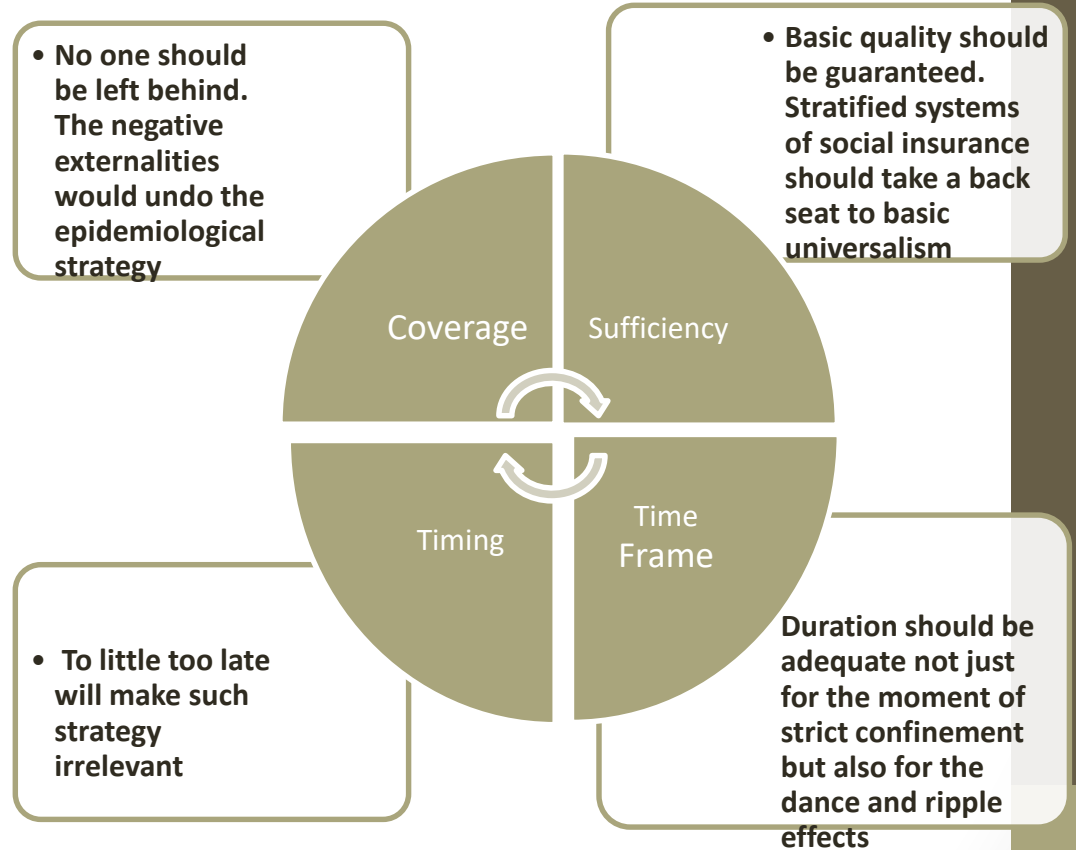 • No one should
be left behind.
The negative
externalities
would undo the
epidemiological
strategy
• Basic quality should
be guaranteed.
Stratified systems
of social insurance
should take a back
seat to basic
universalism
Coverage
Sufficiency
Timing
Time
Frame
• To little too late
will make such
strategy
irrelevant
Duration should be
adequate not just
for the moment of
strict confinement
but also for the
dance and ripple
effects